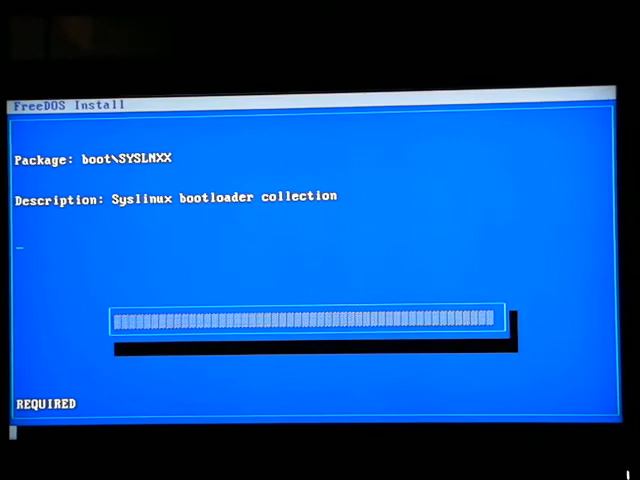 FreeDOS Install
Package: boot\SYSLNXX
Description: Syslinux bootloader collection
REQUIRED